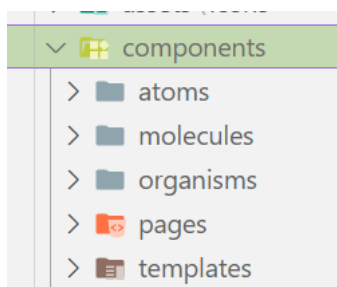 components
atoms
molecules
organisms
pages
templates